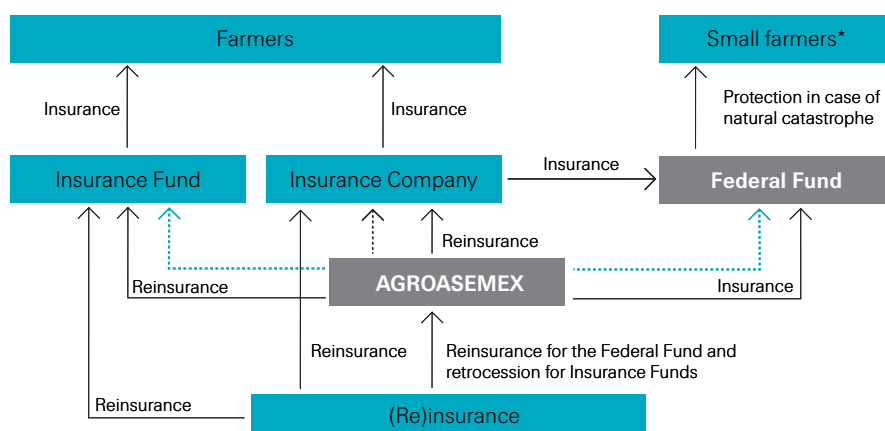 Farmers
Small farmers*
Insurance
Insurance
Protection in case of
natural catastrophe
Insurance Fund
Insurance Company
Insurance
Federal Fund
Reinsurance
Reinsurance
AGROASEMEX
Insurance
Reinsurance
Reinsurance for the Federal Fund and
retrocession for Insurance Funds
Reinsurance
(Re)insurance